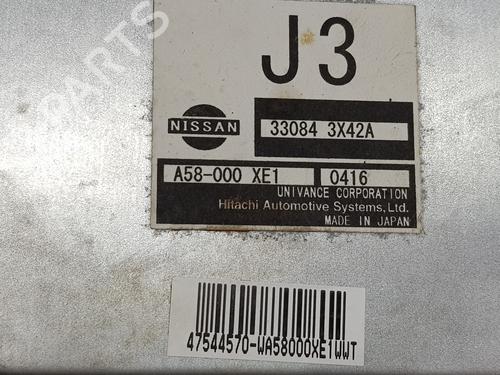 J3
NISSAN
33084 3X42A
A58-000 XE1 0416
UNIVANCE CORPORATION
Hitachi Automotive Systems, Ltd.
MADE IN JAPAN
47544570-WA58000XE1WWT
PARTS